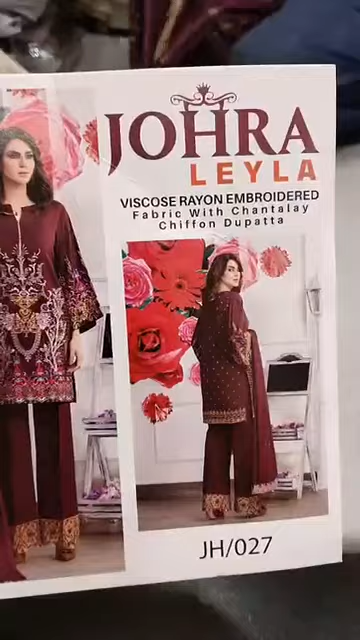 JOHRA
LEYLA
VISCOSE RAYON EMBROIDERED
Fabric With Chantalay
Chiffon Dupatta
JH/027